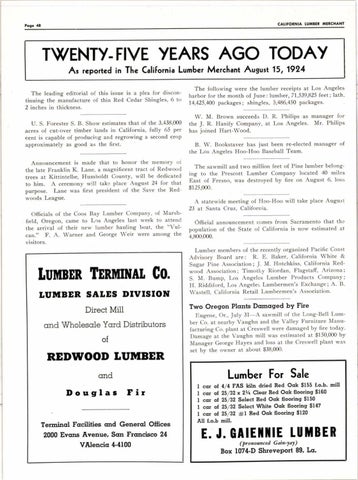 Page 48
CALIFORNIA LUMBER MERCHANT
TWENTY-FIVE YEARS AGO TODAY
As reported in The California Lumber Merchant August 15, 1924
The leading editorial of this issue is a plea for discon-
tinuing the manufacture of this Red Cedar Shingles, 6 to
2 inches in thickness.
U. S. Forester S. B. Show estimates that of the 3,438,000
acres of cut-over timber lands in California, fully 65 per
cent is capable of producing and regrowing a second crop
approximately as good as the first.
Announcement is made that to honor the memory of
the late Franklin K. Lane, a magnificent tract of Redwood
trees at Kittintelbe, Humboldt County, will be dedicated
to him. A ceremony will take place August 24 for that
purpose. Lane was first president of the Save the Red-
woods League.
Officials of the Coos Bay Lumber Company, of Marsh-
field, Oregon, came to Los Angeles last week to attend
the arrival of their new lumber hauling boat, the "Vul-
can." F. A. Warner and George Weir were among the
visitors.
LUMBER TERMINAL CO.
LUMBER SALES DIVISION
Direct Mill
and Wholesale Yard Distributors
of
REDWOOD LUMBER
and
Douglas Fir
Terminal Facilities and General Offices
2000 Evans Avenue, San Francisco 24
VAlencia 4-4100
The following were the lumber receipts at Los Angeles
harbor for the month of June: lumber, 71,539,825 feet; lath,
14,425,400 packages; shingles, 3,486,450 packages.
W. M. Brown succeeds D. R. Philips as manager for
the J. R. Hanify Company, at Los Angeles. Mr. Philips
has joined Hart-Wood.
B. W. Bookstaver has just been re-elected manager of
the Los Angeles Hoo-Hoo Baseball Team.
The sawmill and two million feet of Pine lumber belong-
ing to the Present Lumber Company located 40 miles
East of Fresno, was destroyed by fire on August 6, loss
$125,000.
A statewide meeting of Hoo-Hoo will take place August
23 at Santa Cruz, California.
Official announcement comes from Sacramento that the
population of the State of California is now estimated at
4,800,000.
Lumber members of the recently organized Pacific Coast
Advisory Board are: R. E. Baker, California White &
Sugar Pine Association; J. M. Hotchkiss, California Red-
wood Association; Timothy Riordan, Flagstaff, Arizona;
S. M. Bump, Los Angeles Lumber Products Company;
H. Riddiford, Los Angeles Lumbermen's Exchange; A. B.
Wastell, California Retail Lumbermen's Association.
Two Oregon Plants Damaged by Fire
Eugene, Or., July 31—A sawmill of the Long-Bell Lum-
ber Co. at nearby Vaughn and the Valley Furniture Manu-
facturing Co. plant at Creswell were damaged by fire today.
Damage at the Vaughn mill was estimated at $150,000 by
Manager George Hayes and loss at the Creswell plant was
set by the owner at about $38,000.
Lumber For Sale
1 car of 4/4 FAS kiln dried Red Oak $155 f.o.b. mill
1 car of 25/32 x 2¼ Clear Red Oak flooring $160
1 car of 25/32 Select Red Oak flooring $150
1 car of 25/32 Select White Oak flooring $147
1 car of 25/32 #1 Red Oak flooring $120
All f.o.b. mill
E. J. GAIENNIE LUMBER
(pronounced Gain-yay)
Box 1074-D Shreveport 89, La.